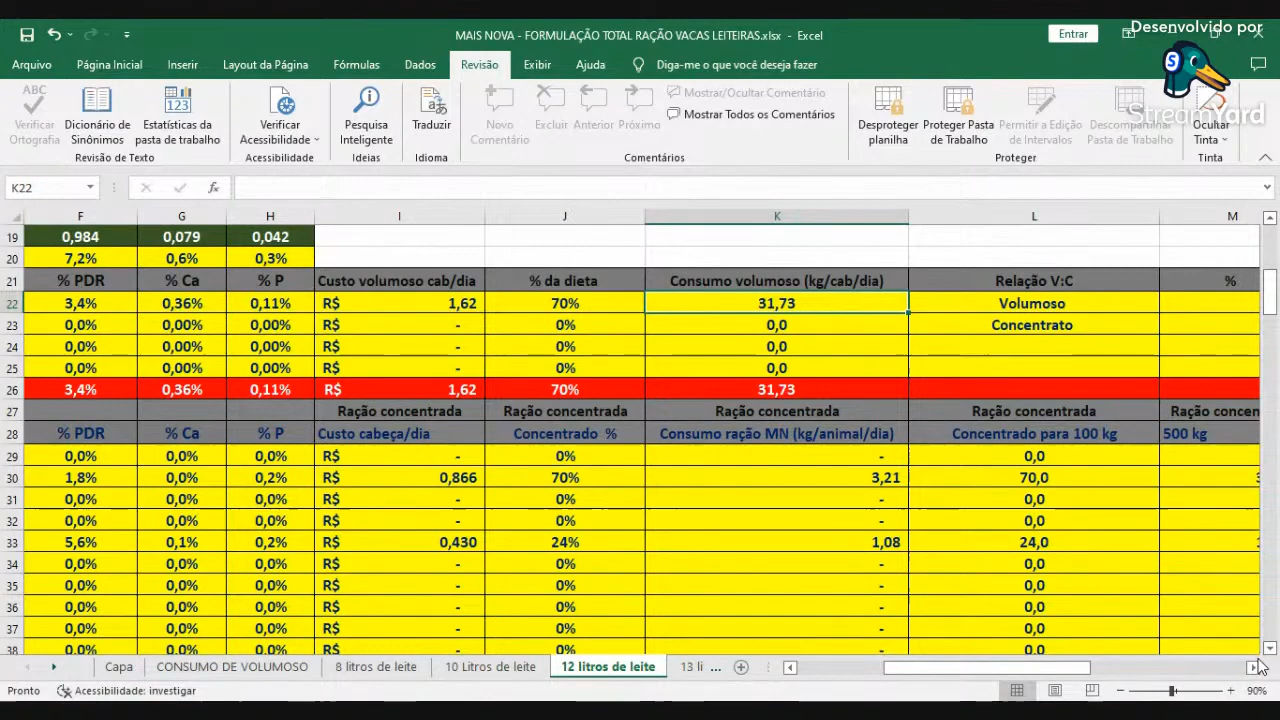 Desenvolvido por
StreamYard
MAIS NOVA - FORMULAÇÃO TOTAL RAÇÃO VACAS LEITEIRAS.xlsx - Excel
Entrar
Arquivo Página Inicial Inserir Layout da Página Fórmulas Dados Revisão Exibir Ajuda Diga-me o que você deseja fazer
Verificar Ortografia
Dicionário de Sinônimos
Estatísticas da pasta de trabalho
Verificar Acessibilidade
Pesquisa Inteligente
Traduzir
Novo Comentário
Excluir
Anterior
Próximo
Mostrar/Ocultar Comentário
Mostrar Todos os Comentários
Desproteger planilha
Proteger Pasta de Trabalho
Permitir a Edição de Intervalos
Descompartilhar Pasta de Trabalho
Ocultar Tinta
Revisão de Texto Acessibilidade Ideias Idioma Comentários Proteger Tinta
K22 fx
F G H I J K L M
19 0,984 0,079 0,042
20 7,2% 0,6% 0,3%
21 % PDR % Ca % P Custo volumoso cab/dia % da dieta Consumo volumoso (kg/cab/dia) Relação V:C %
22 3,4% 0,36% 0,11% R$ 1,62 70% 31,73 Volumoso
23 0,0% 0,00% 0,00% R$ - 0% 0,0 Concentrato
24 0,0% 0,00% 0,00% R$ - 0% 0,0
25 0,0% 0,00% 0,00% R$ - 0% 0,0
26 3,4% 0,36% 0,11% R$ 1,62 70% 31,73
27 Ração concentrada Ração concentrada Ração concentrada Ração concentrada Ração concen
28 % PDR % Ca % P Custo cabeça/dia Concentrado % Consumo ração MN (kg/animal/dia) Concentrado para 100 kg 500 kg
29 0,0% 0,0% 0,0% R$ - 0% - 0,0
30 1,8% 0,0% 0,2% R$ 0,866 70% 3,21 70,0
31 0,0% 0,0% 0,0% R$ - 0% - 0,0
32 0,0% 0,0% 0,0% R$ - 0% - 0,0
33 5,6% 0,1% 0,2% R$ 0,430 24% 1,08 24,0
34 0,0% 0,0% 0,0% R$ - 0% - 0,0
35 0,0% 0,0% 0,0% R$ - 0% - 0,0
36 0,0% 0,0% 0,0% R$ - 0% - 0,0
37 0,0% 0,0% 0,0% R$ - 0% - 0,0
38 0,0% 0,0% 0,0% R$ - 0% - 0,0
Capa CONSUMO DE VOLUMOSO 8 litros de leite 10 Litros de leite 12 litros de leite 13 li ...
Pronto Acessibilidade: investigar 90%